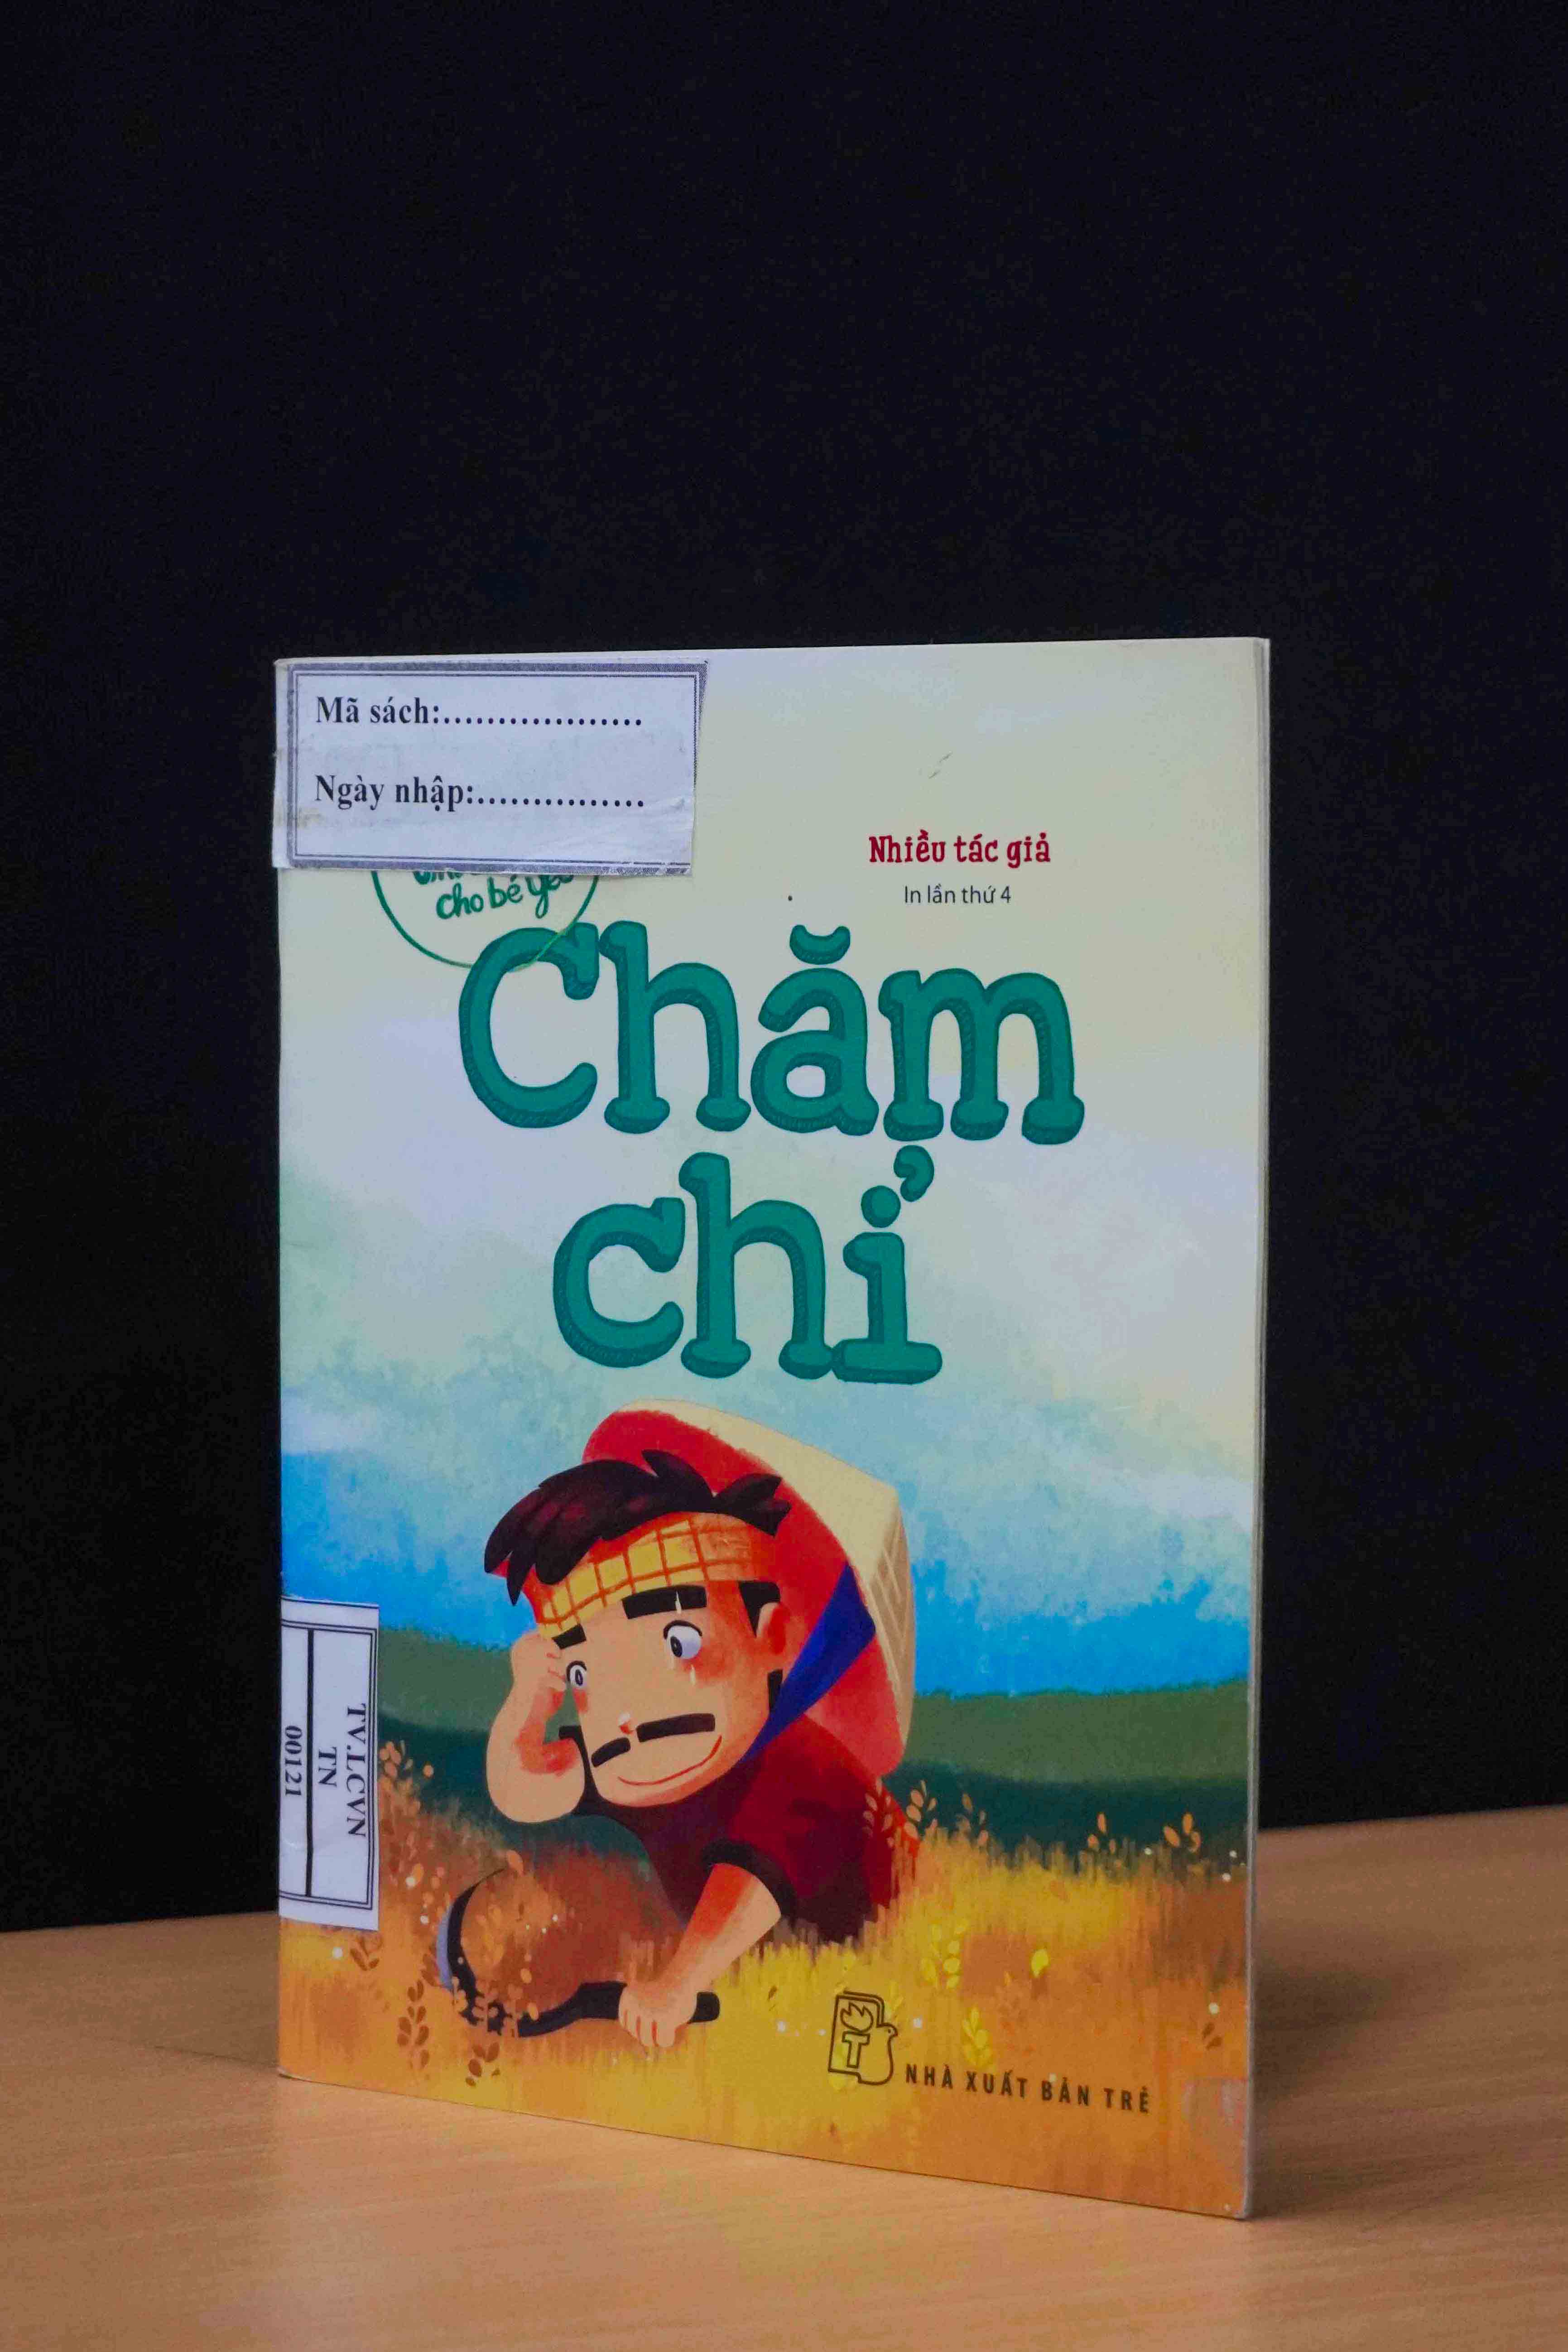 Mã sách:..................
Ngày nhập:...............
cho bé yêu
Nhiều tác giả
In lần thứ 4
Chăm
chỉ
TV.LCVN
TN
00121
T
NHÀ XUẤT BẢN TRẺ